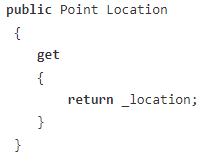 public Point Location
{
get
{
return _location;
}
}